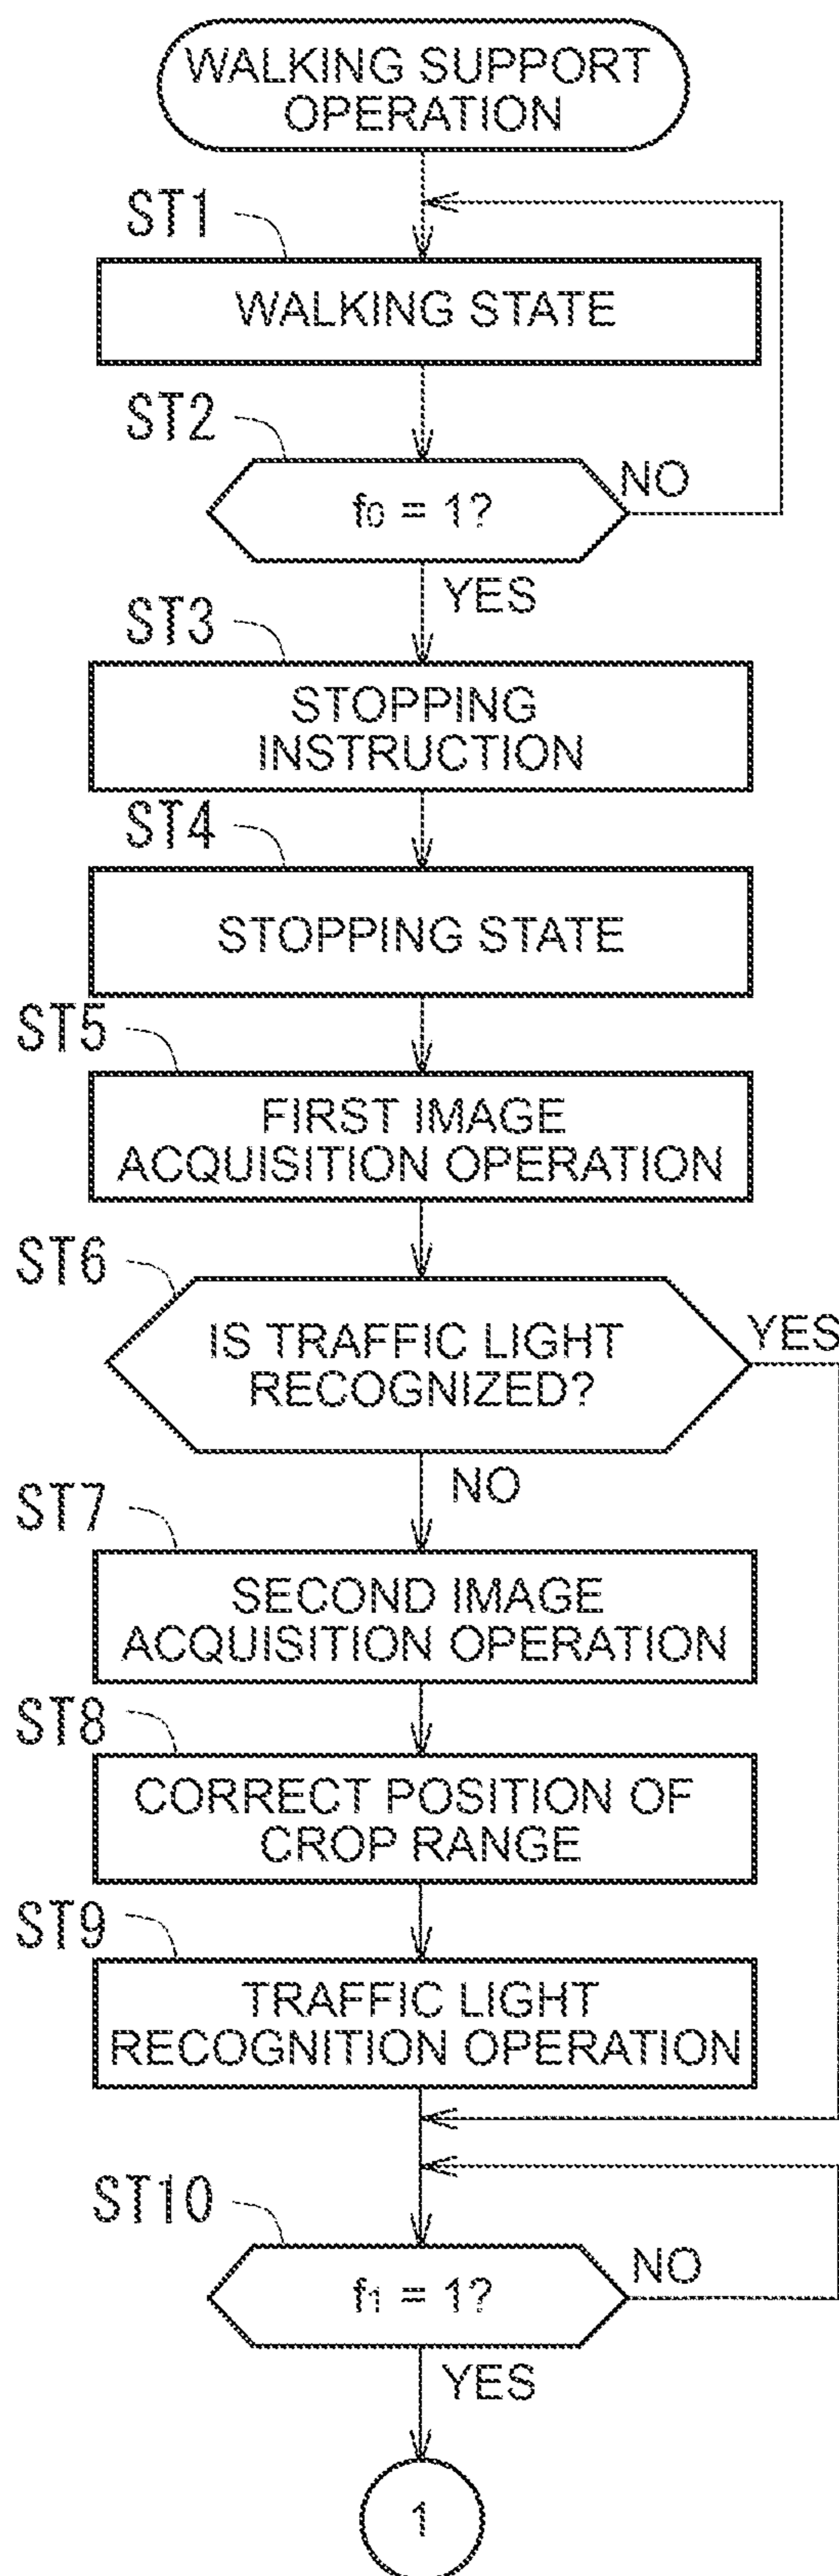 WALKING SUPPORT
OPERATION
ST1
WALKING STATE
ST2
f0 = 1?
NO
YES
ST3
STOPPING
INSTRUCTION
ST4
STOPPING STATE
ST5
FIRST IMAGE
ACQUISITION OPERATION
ST6
IS TRAFFIC LIGHT
RECOGNIZED?
YES
NO
ST7
SECOND IMAGE
ACQUISITION OPERATION
ST8
CORRECT POSITION OF
CROP RANGE
ST9
TRAFFIC LIGHT
RECOGNITION OPERATION
ST10
f1 = 1?
NO
YES
1